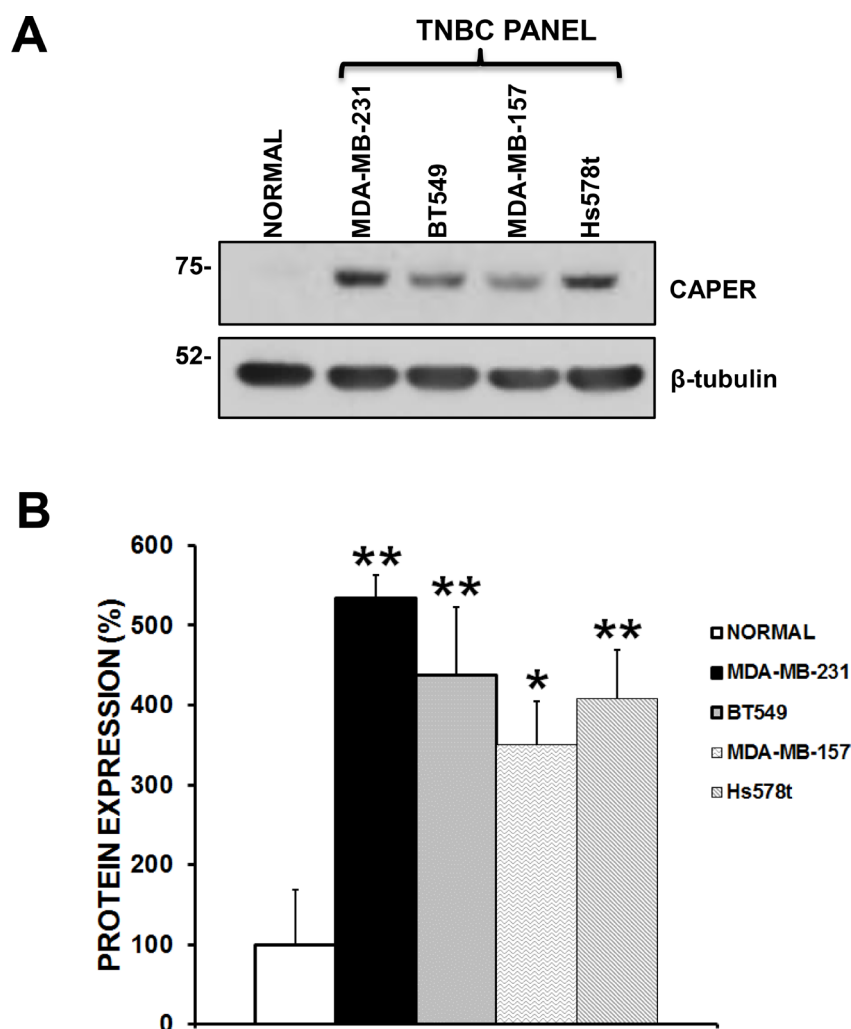 A
TNBC PANEL
NORMAL
MDA-MB-231
BT549
MDA-MB-157
Hs578t
75-
CAPER
52-
β-tubulin
B
PROTEIN EXPRESSION (%)
600
500
400
300
200
100
0
**
**
*
**
NORMAL
MDA-MB-231
BT549
MDA-MB-157
Hs578t